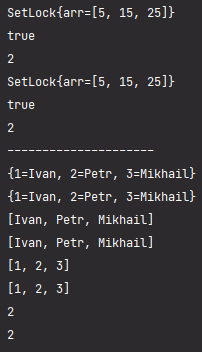 SetLock{arr=[5, 15, 25]}
true
2
SetLock{arr=[5, 15, 25]}
true
2
---------------------
{1=Ivan, 2=Petr, 3=Mikhail}
{1=Ivan, 2=Petr, 3=Mikhail}
[Ivan, Petr, Mikhail]
[Ivan, Petr, Mikhail]
[1, 2, 3]
[1, 2, 3]
2
2